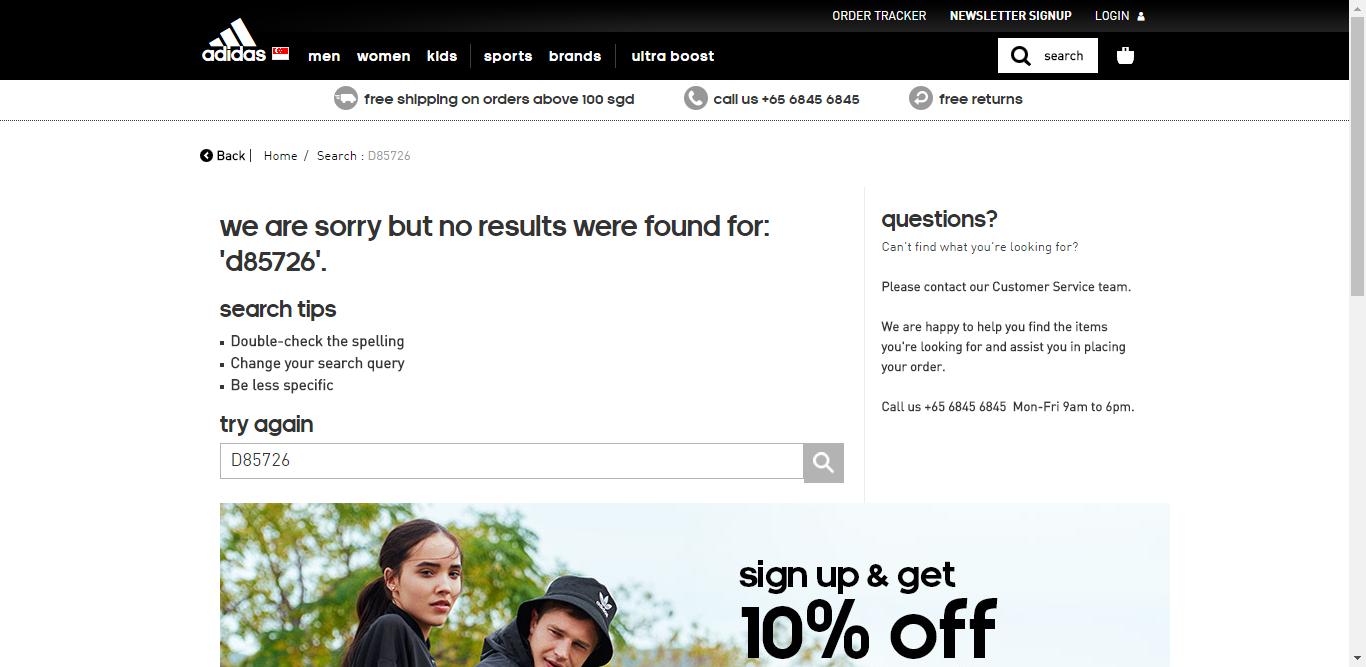 ORDER TRACKER NEWSLETTER SIGNUP LOGIN
adidas men women kids sports brands ultra boost search
free shipping on orders above 100 sgd call us +65 6845 6845 free returns
Back | Home / Search : D85726
we are sorry but no results were found for:
'd85726'.
search tips
Double-check the spelling
Change your search query
Be less specific
try again
D85726
questions?
Can't find what you're looking for?
Please contact our Customer Service team.
We are happy to help you find the items
you're looking for and assist you in placing
your order.
Call us +65 6845 6845 Mon-Fri 9am to 6pm.
sign up & get
10% off